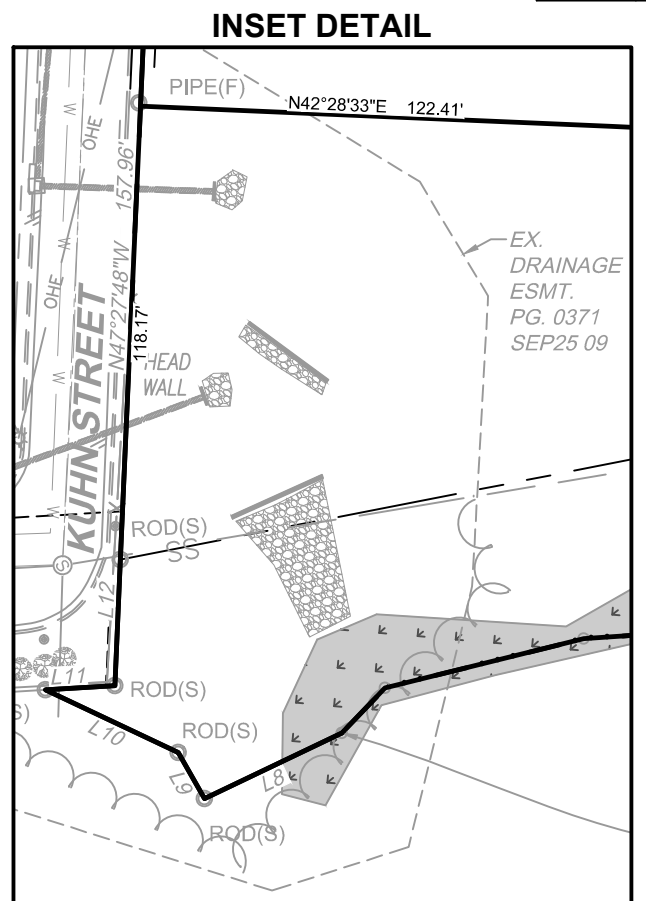 INSET DETAIL
PIPE(F)
N42°28'33"E 122.41'
W
OHE
157.96'
N47°27'48"W
118.17'
W
EX.
DRAINAGE
ESMT.
PG. 0371
SEP25 09
W
OHE
W
HEAD
WALL
KUHN STREET
W
ROD(S)
SS
S
L12
L11
ROD(S)
S)
L10
ROD(S)
L9
L8
ROD(S)